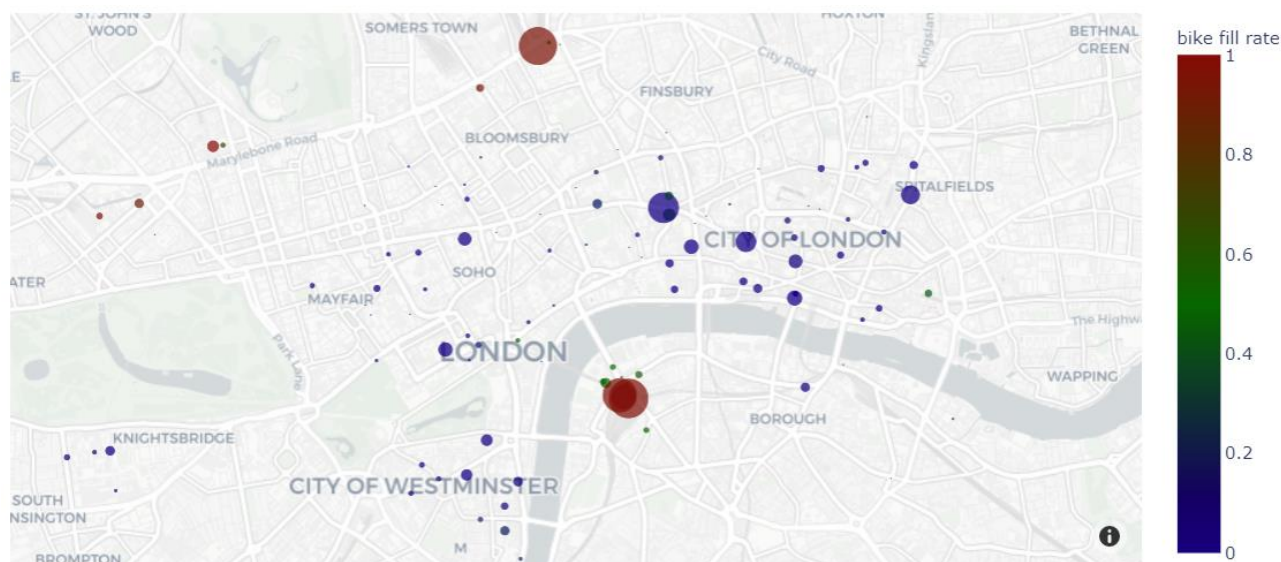 ST. JOHN'S
WOOD
SOMERS TOWN
HOXTON
Kingsland
BETHNAL
GREEN
City Road
FINSBURY
BLOOMSBURY
Marylebone Road
SPITALFIELDS
CITY OF LONDON
SOHO
MAYFAIR
ATER
Park Lane
LONDON
The Highw
WAPPING
BOROUGH
KNIGHTSBRIDGE
CITY OF WESTMINSTER
SOUTH
NSINGTON
BROMPTON
M
i
bike fill rate
1
0.8
0.6
0.4
0.2
0